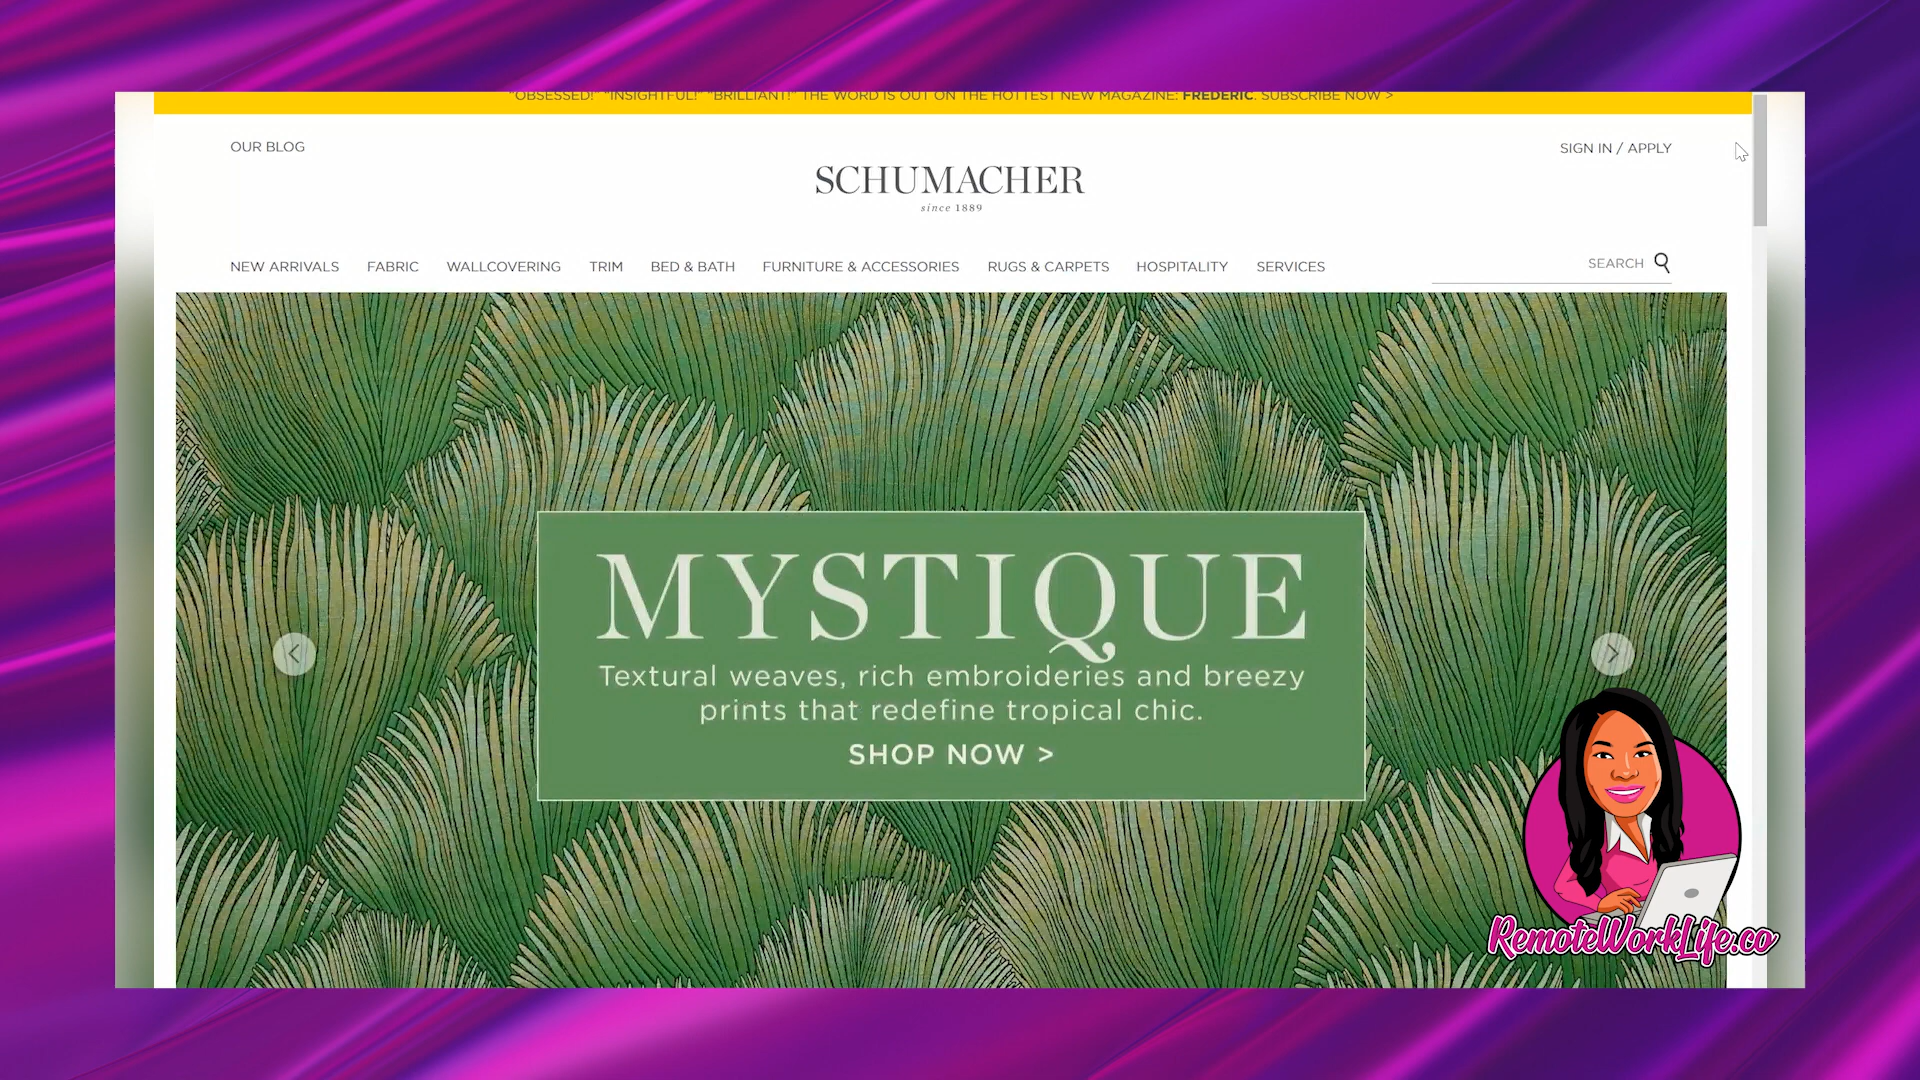 "OBSESSED!" "INSIGHTFUL!" "BRILLIANT!" THE WORD IS OUT ON THE HOTTEST NEW MAGAZINE: FREDERIC. SUBSCRIBE NOW >
OUR BLOG
SIGN IN / APPLY
SCHUMACHER
since 1889
NEW ARRIVALS FABRIC WALLCOVERING TRIM BED & BATH FURNITURE & ACCESSORIES RUGS & CARPETS HOSPITALITY SERVICES
SEARCH
MYSTIQUE
Textural weaves, rich embroideries and breezy
prints that redefine tropical chic.
SHOP NOW >
RemoteWorkLife.co